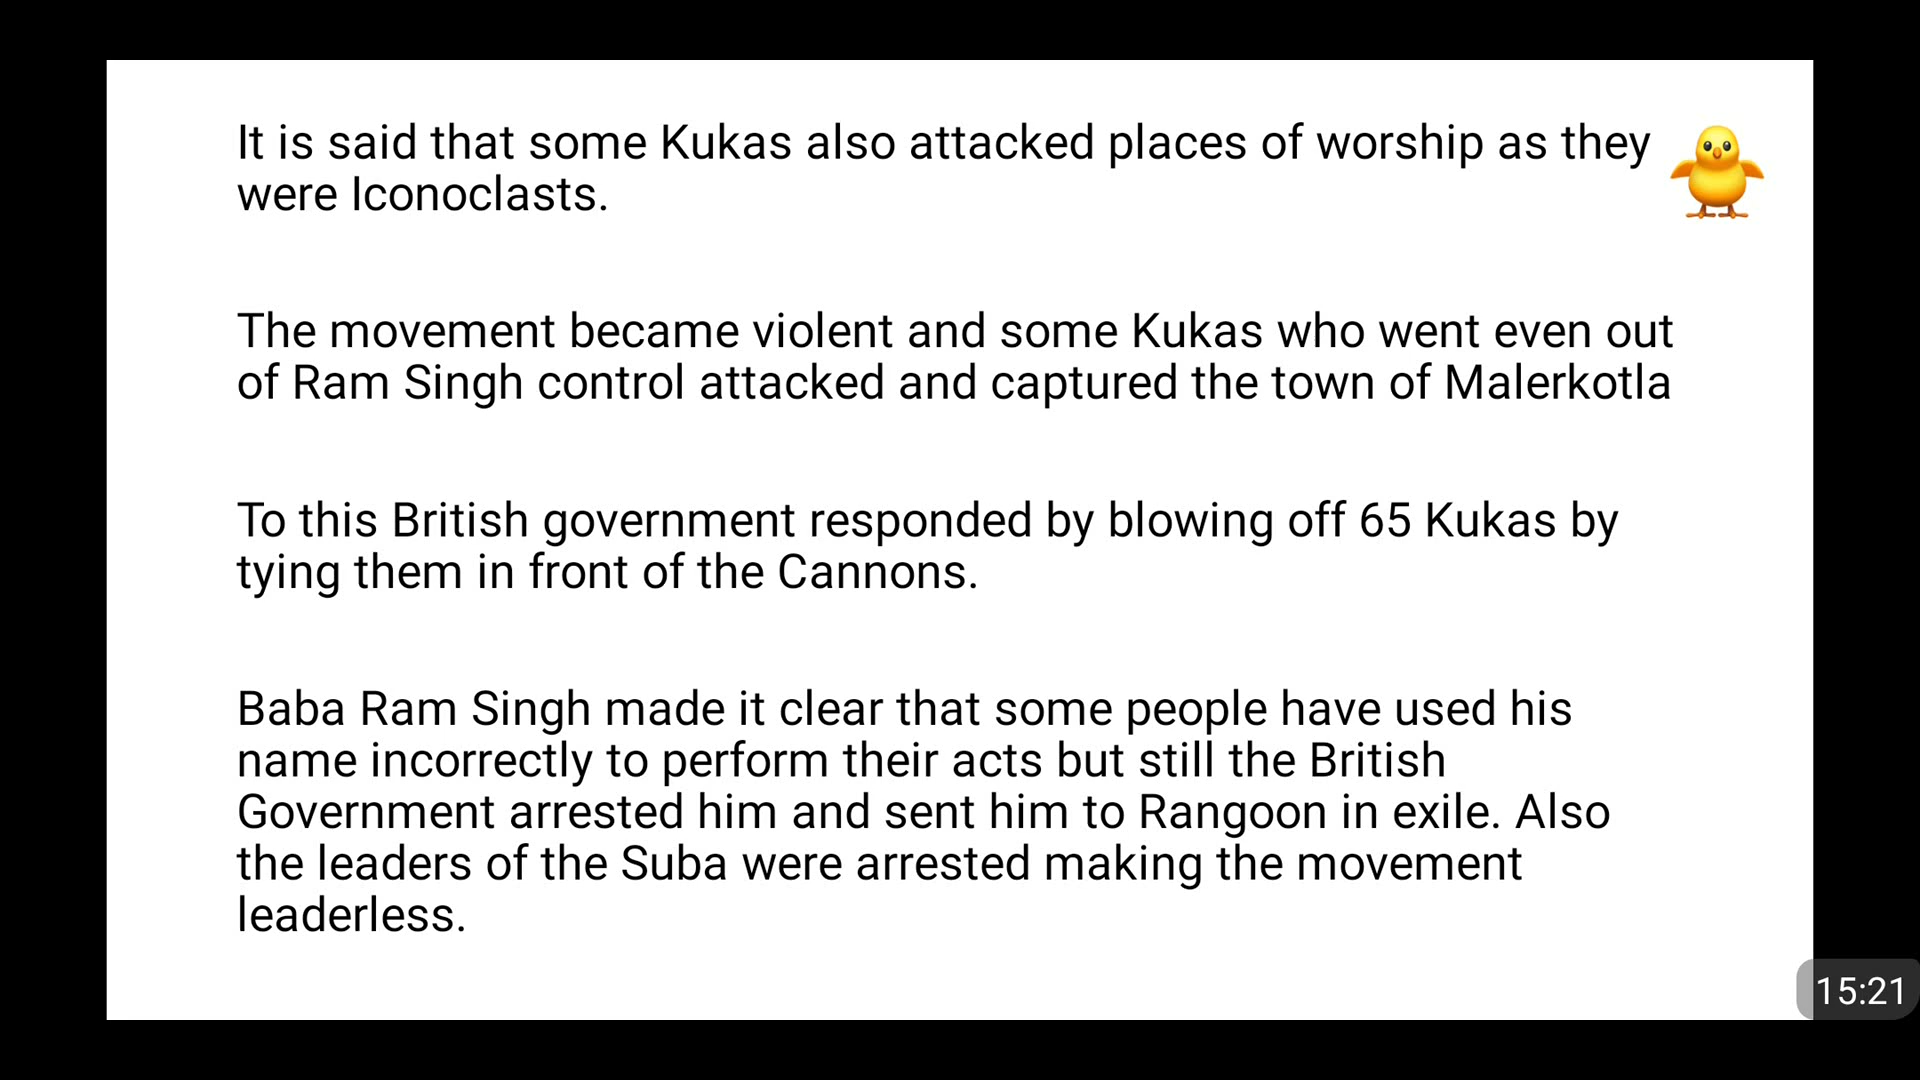 It is said that some Kukas also attacked places of worship as they
were Iconoclasts.
The movement became violent and some Kukas who went even out
of Ram Singh control attacked and captured the town of Malerkotla
To this British government responded by blowing off 65 Kukas by
tying them in front of the Cannons.
Baba Ram Singh made it clear that some people have used his
name incorrectly to perform their acts but still the British
Government arrested him and sent him to Rangoon in exile. Also
the leaders of the Suba were arrested making the movement
leaderless.
15:21